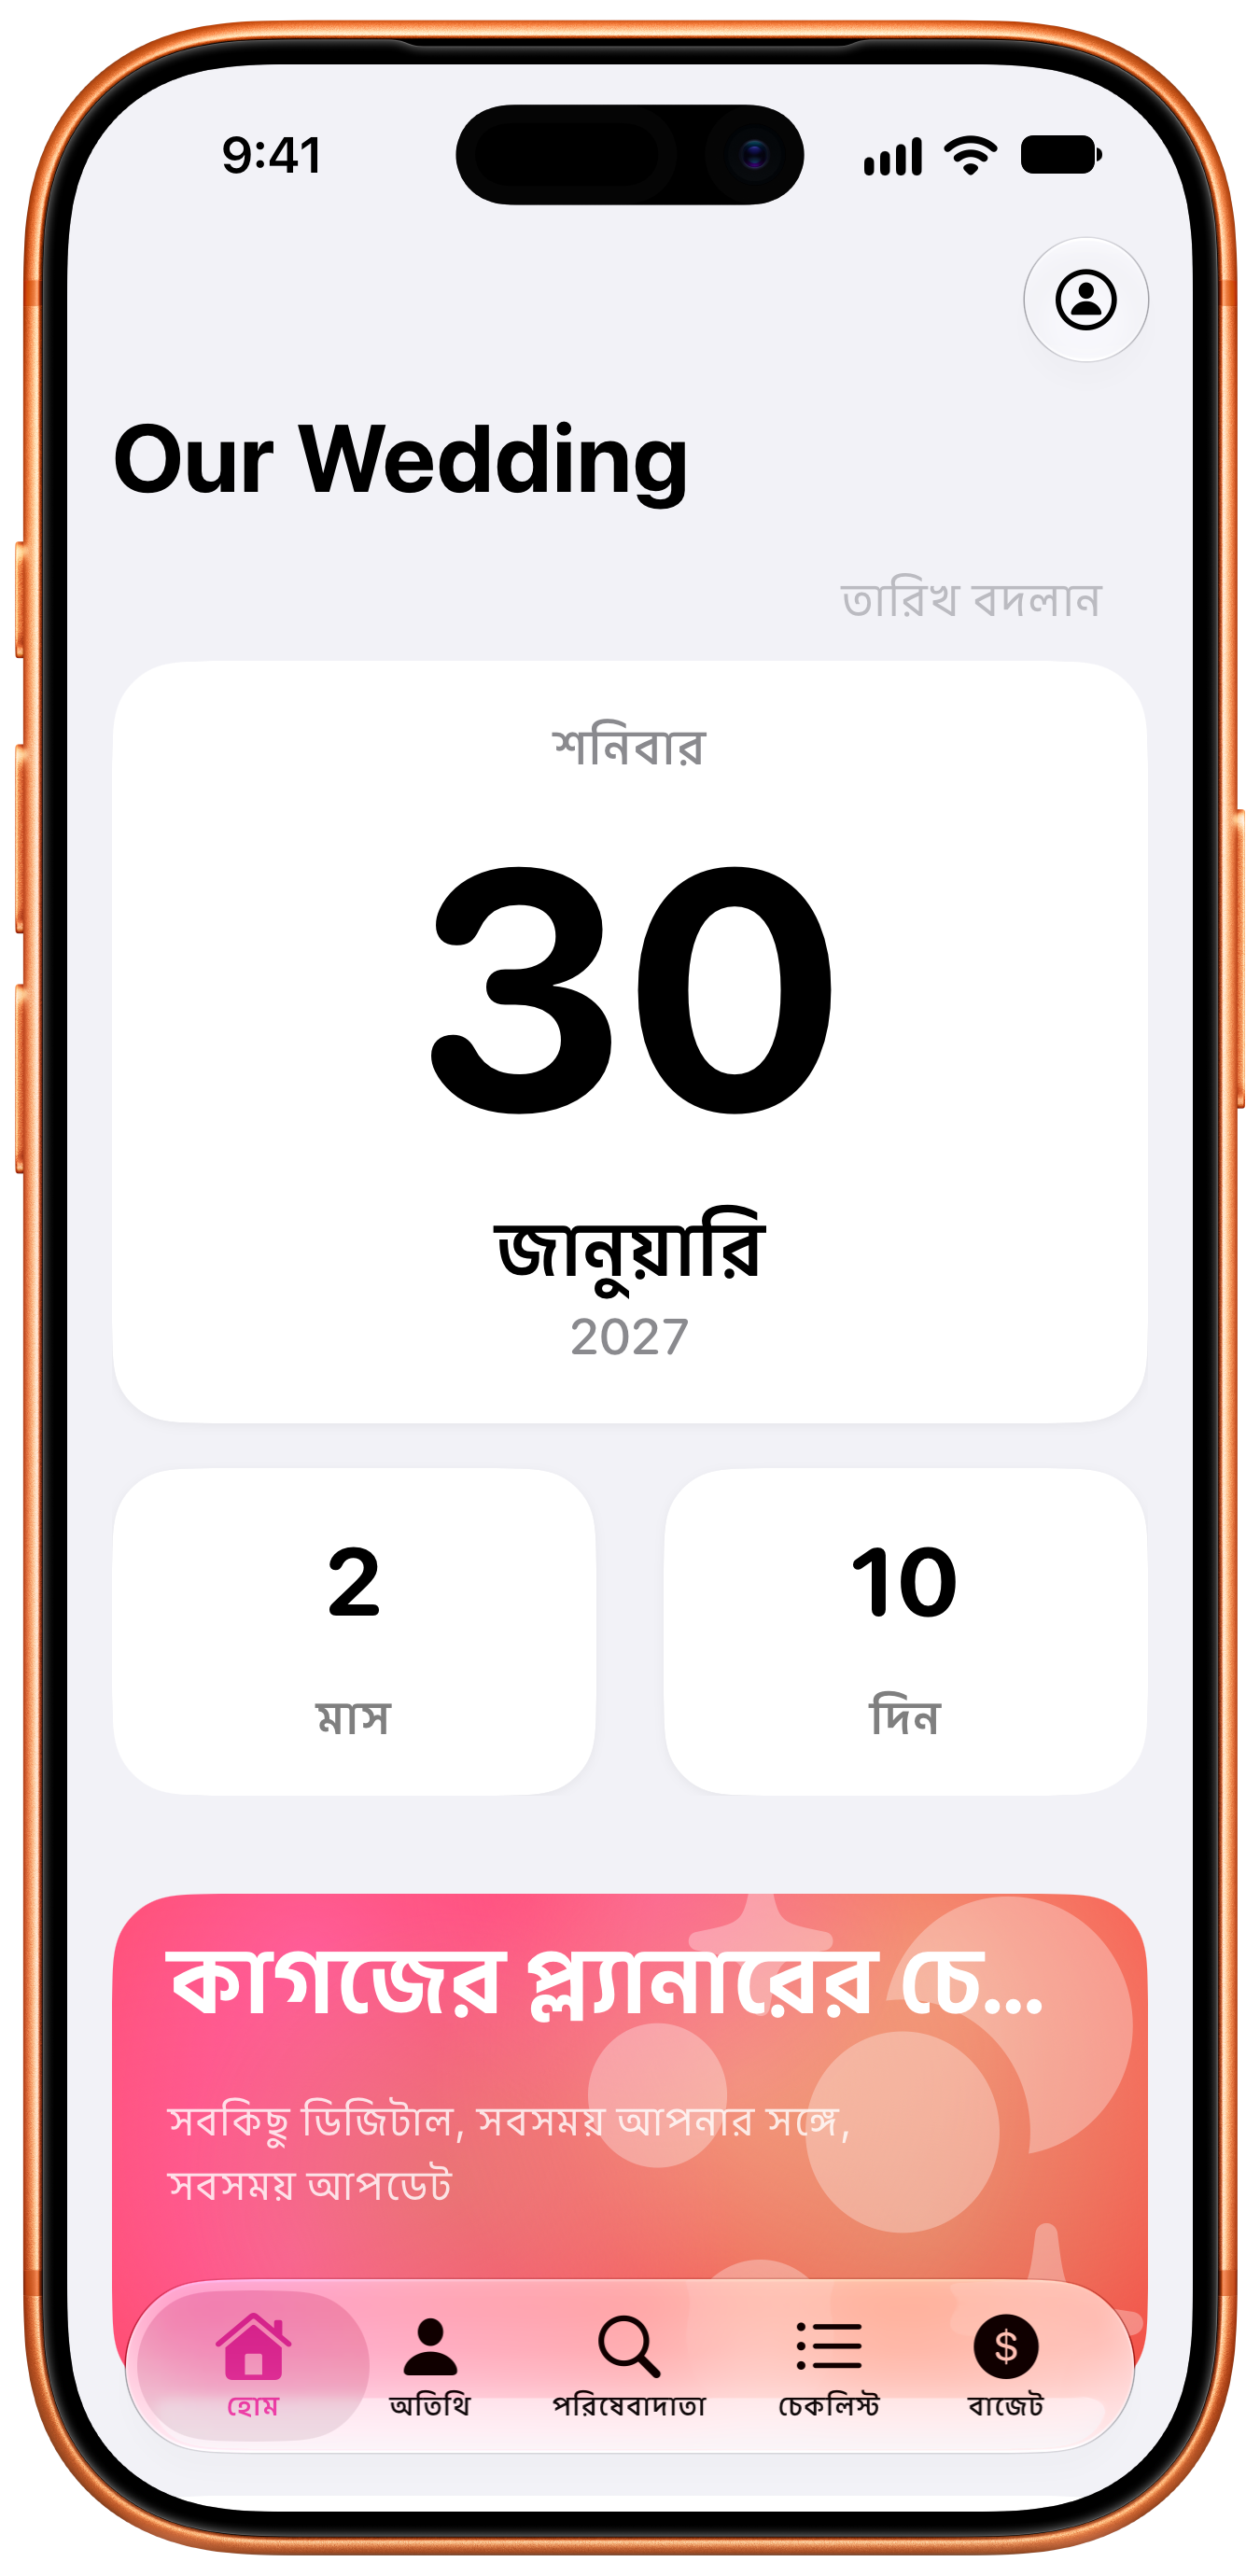 9:41
Our Wedding
তারিখ বদলান
শনিবার
30
জানুয়ারি
2027
2
মাস
10
দিন
কাগজের প্ল্যানারের চে...
সবকিছু ডিজিটাল, সবসময় আপনার সঙ্গে,
সবসময় আপডেট
হোম
অতিথি
পরিষেবাদাতা
চেকলিস্ট
বাজেট